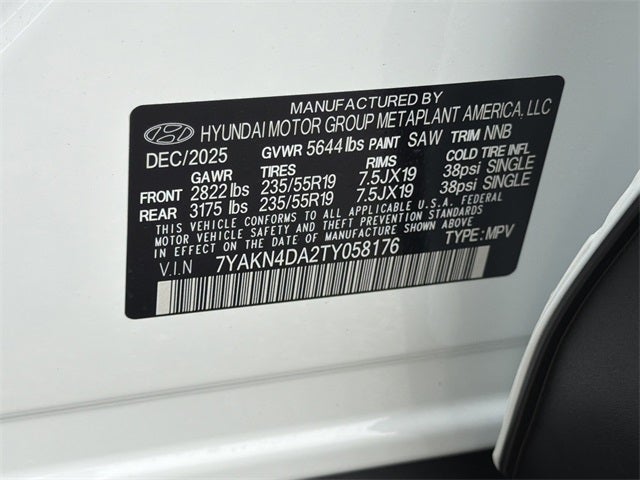 MANUFACTURED BY
HYUNDAI MOTOR GROUP METAPLANT AMERICA, LLC
DEC/2025 GVWR 5644 lbs PAINT SAW TRIM NNB
GAWR TIRES RIMS COLD TIRE INFL
FRONT 2822 lbs 235/55R19 7.5JX19 38psi SINGLE
REAR 3175 lbs 235/55R19 7.5JX19 38psi SINGLE
THIS VEHICLE CONFORMS TO ALL APPLICABLE U.S.A. FEDERAL
MOTOR VEHICLE SAFETY AND THEFT PREVENTION STANDARDS IN EFFECT ON THE DATE OF MANUFACTURE SHOWN ABOVE.
V.I.N 7YAKN4DA2TY058176 TYPE: MPV